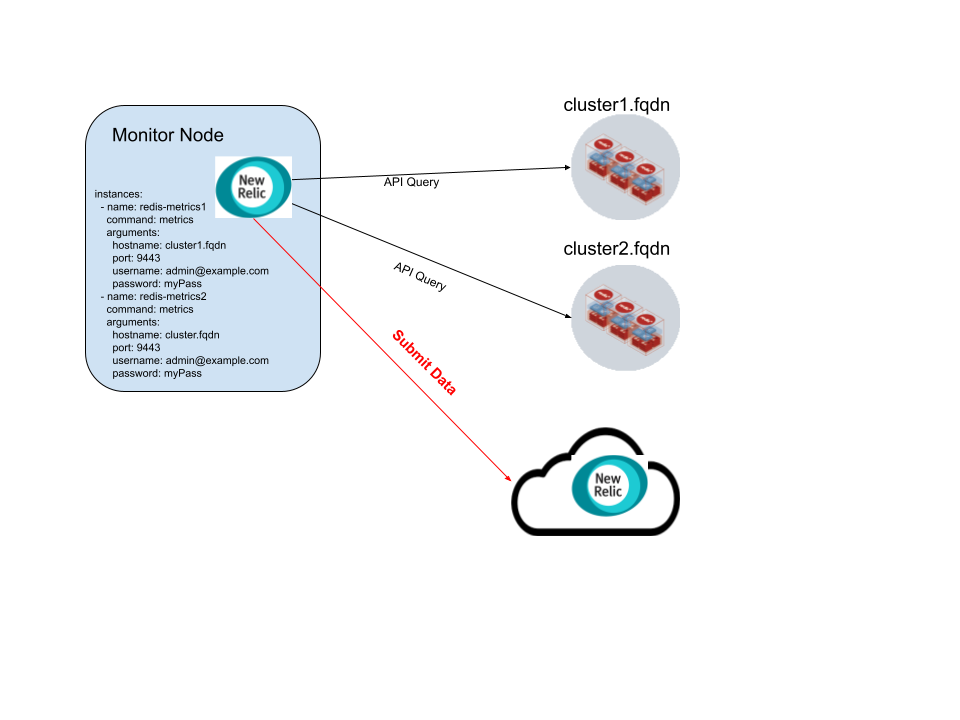 cluster1.fqdn
Monitor Node
New
Relic
API Query
instances:
  - name: redis-metrics1
    command: metrics
    arguments:
      hostname: cluster1.fqdn
      port: 9443
      username: admin@example.com
      password: myPass
  - name: redis-metrics2
    command: metrics
    arguments:
      hostname: cluster.fqdn
      port: 9443
      username: admin@example.com
      password: myPass
cluster2.fqdn
API Query
Submit Data
New
Relic